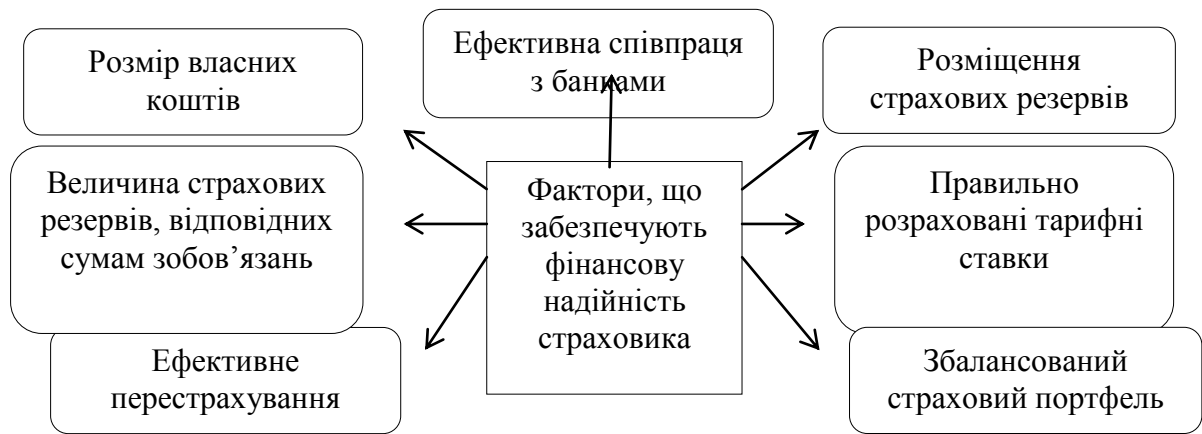 Розмір власних
коштів
Ефективна співпраця
з банками
Розміщення
страхових резервів
Величина страхових
резервів, відповідних
сумам зобов’язань
Фактори, що
забезпечують
фінансову
надійність
страховика
Правильно
розраховані тарифні
ставки
Ефективне
перестрахування
Збалансований
страховий портфель